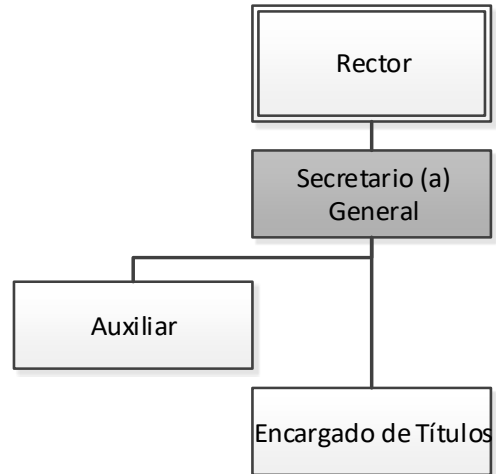 Rector
Secretario (a)
General
Auxiliar
Encargado de Títulos